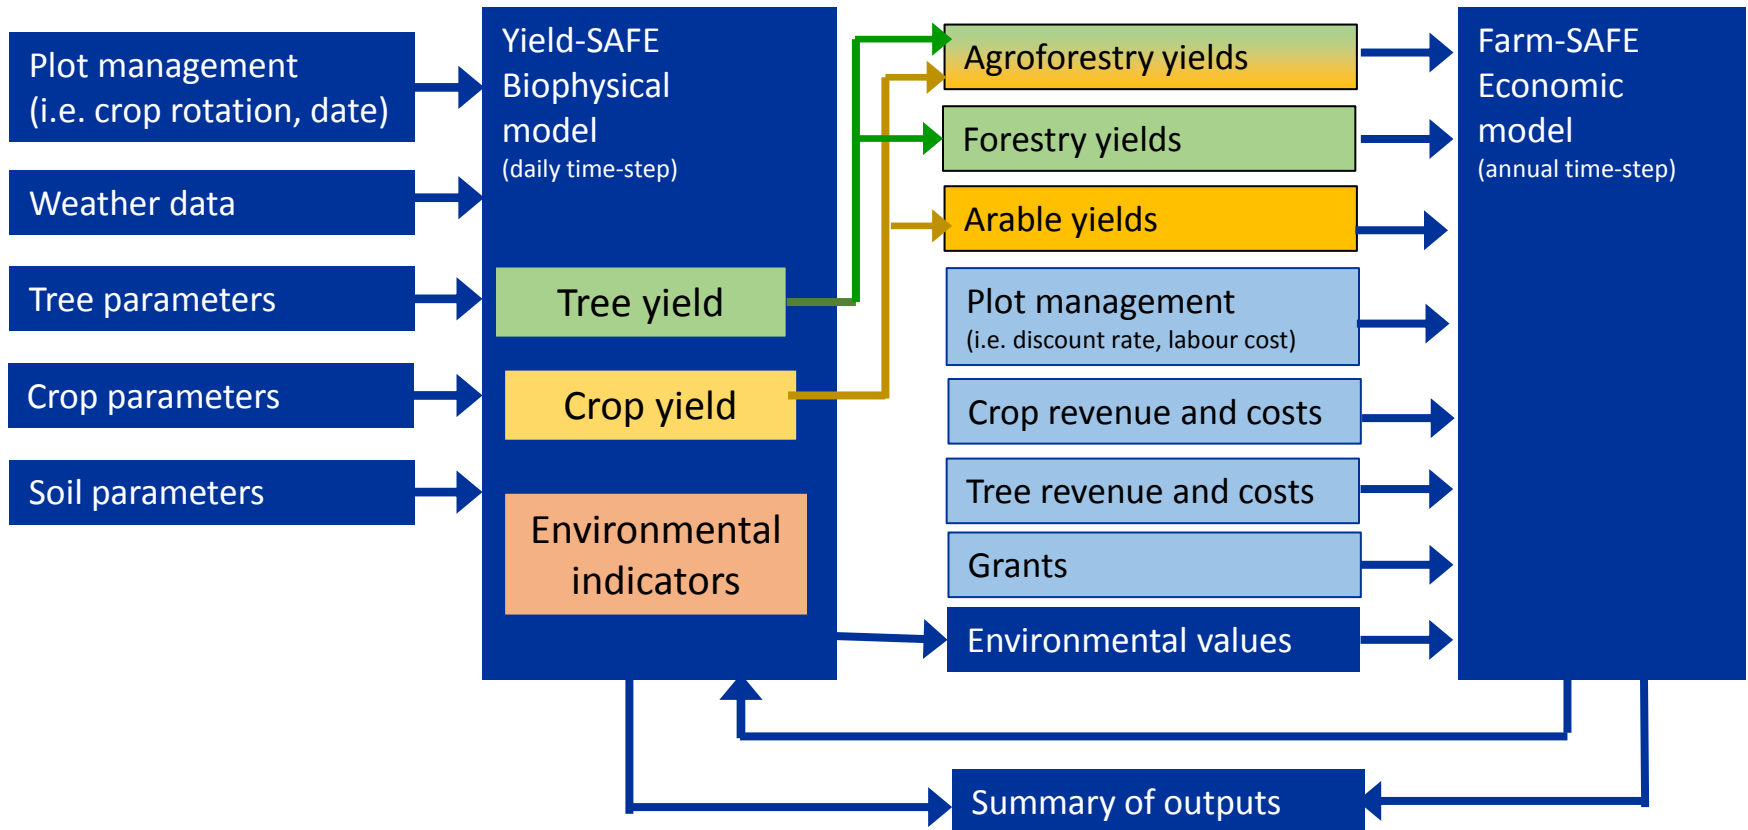 Plot management
(i.e. crop rotation, date)
Weather data
Tree parameters
Crop parameters
Soil parameters
Yield-SAFE
Biophysical
model
(daily time-step)
Tree yield
Crop yield
Environmental
indicators
Agroforestry yields
Forestry yields
Arable yields
Plot management
(i.e. discount rate, labour cost)
Crop revenue and costs
Tree revenue and costs
Grants
Environmental values
Summary of outputs
Farm-SAFE
Economic
model
(annual time-step)